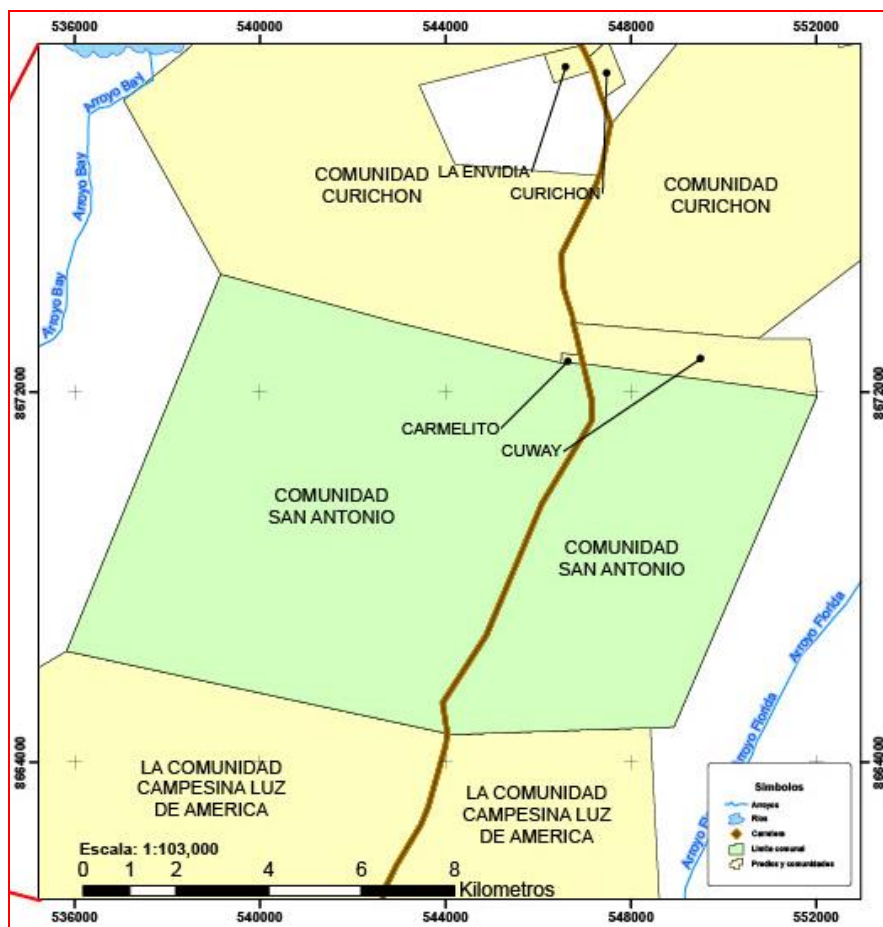 536000 540000 544000 548000 552000
Arroyo Bay
Arroyo Bay
Arroyo Bay
LA ENVIDIA
CURICHON
COMUNIDAD
CURICHON
COMUNIDAD
CURICHON
8672000 8672000
CARMELITO
CUWAY
COMUNIDAD
SAN ANTONIO
COMUNIDAD
SAN ANTONIO
Arroyo Florida
Arroyo Florida
Arroyo Flo
8664000 8664000
LA COMUNIDAD
CAMPESINA LUZ
DE AMERICA
LA COMUNIDAD
CAMPESINA LUZ
DE AMERICA
Simbolos
Arroyos
Rios
Carretera
Limite comunal
Predios y comunidades
Escala: 1:103,000
0 1 2 4 6 8
Kilometros
536000 540000 544000 548000 552000